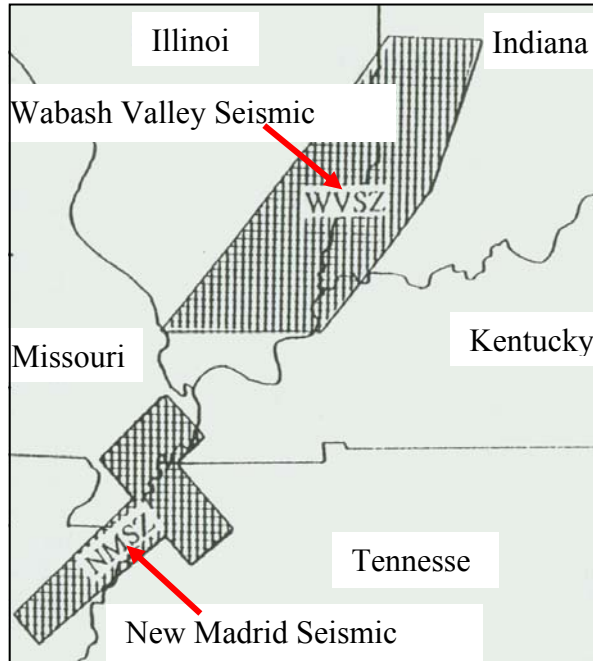 Illinoi
Indiana
Wabash Valley Seismic
WVSZ
Missouri
Kentucky
NMSZ
Tennesse
New Madrid Seismic